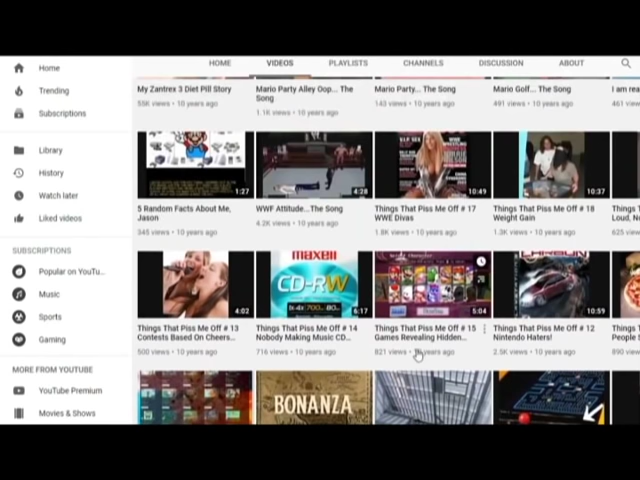 HOME VIDEOS PLAYLISTS CHANNELS DISCUSSION ABOUT
Home
Trending
Subscriptions
Library
History
Watch later
Liked videos
SUBSCRIPTIONS
Popular on YouTu...
Music
Sports
Gaming
MORE FROM YOUTUBE
YouTube Premium
Movies & Shows
My Zantrex 3 Diet Pill Story
55K views • 10 years ago
Mario Party Alley Oop... The
Song
1.1K views • 10 years ago
Mario Party... The Song
143 views • 10 years ago
Mario Golf... The Song
491 views • 10 years ago
I am rea
461 view
1:27
5 Random Facts About Me,
Jason
345 views • 10 years ago
4:28
WWF Attitude...The Song
4.2K views • 10 years ago
V.I.P. SEX
10:49
Things That Piss Me Off # 17
WWE Divas
1.8K views • 10 years ago
10:37
Things That Piss Me Off # 18
Weight Gain
1.3K views • 10 years ago
Things T
Loud, No
625 view
4:02
Things That Piss Me Off # 13
Contests Based On Cheers...
500 views • 10 years ago
maxell
CD-RW
6:17
Things That Piss Me Off # 14
Nobody Making Music CD...
716 views • 10 years ago
5:04
Things That Piss Me Off # 15
Games Revealing Hidden...
821 views • 10 years ago
CARBON
10:59
Things That Piss Me Off # 12
Nintendo Haters!
2.5K views • 10 years ago
Things T
People S
890 view
BONANZA